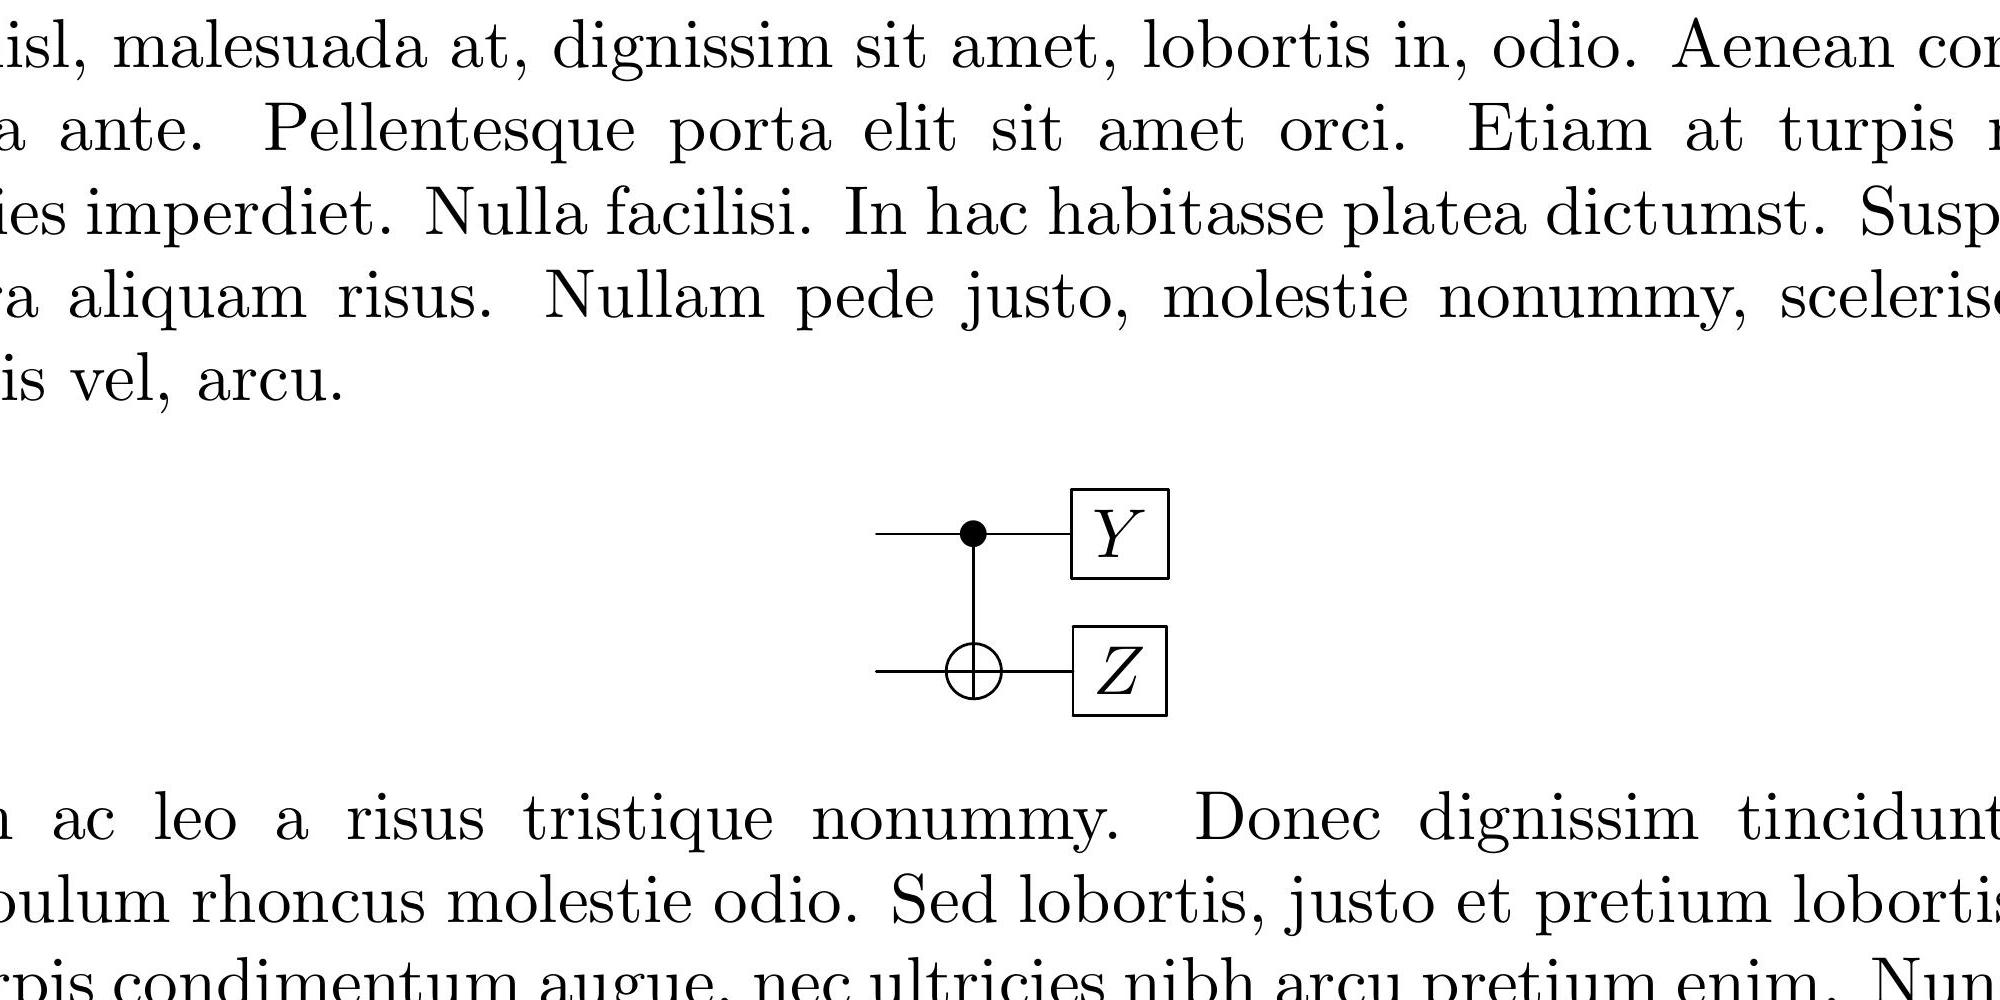 isl, malesuada at, dignissim sit amet, lobortis in, odio. Aenean con
a ante. Pellentesque porta elit sit amet orci. Etiam at turpis
ies imperdiet. Nulla facilisi. In hac habitasse platea dictumst. Susp
a aliquam risus. Nullam pede justo, molestie nonummy, scelerisc
is vel, arcu.
Y
Z
ac leo a risus tristique nonummy. Donec dignissim tincidunt
bulum rhoncus molestie odio. Sed lobortis, justo et pretium lobortis
rpis condimentum augue, nec ultricies nibh arcu pretium enim. Nun